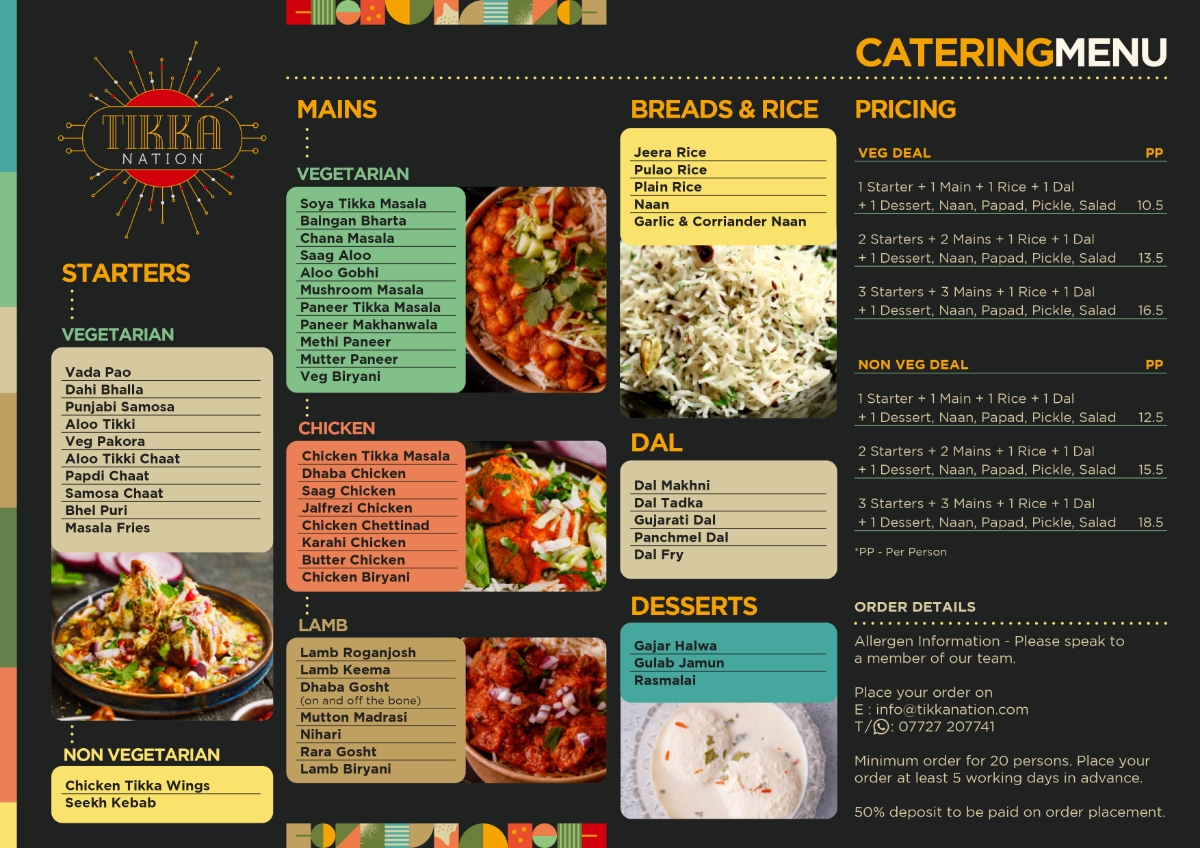 CATERINGMENU
TIKKA
NATION
STARTERS
VEGETARIAN
Vada Pao
Dahi Bhalla
Punjabi Samosa
Aloo Tikki
Veg Pakora
Aloo Tikki Chaat
Papdi Chaat
Samosa Chaat
Bhel Puri
Masala Fries
NON VEGETARIAN
Chicken Tikka Wings
Seekh Kebab
MAINS
VEGETARIAN
Soya Tikka Masala
Baingan Bharta
Chana Masala
Saag Aloo
Aloo Gobhi
Mushroom Masala
Paneer Tikka Masala
Paneer Makhanwala
Methi Paneer
Mutter Paneer
Veg Biryani
CHICKEN
Chicken Tikka Masala
Dhaba Chicken
Saag Chicken
Jalfrezi Chicken
Chicken Chettinad
Karahi Chicken
Butter Chicken
Chicken Biryani
LAMB
Lamb Roganjosh
Lamb Keema
Dhaba Gosht
(on and off the bone)
Mutton Madrasi
Nihari
Rara Gosht
Lamb Biryani
BREADS & RICE
Jeera Rice
Pulao Rice
Plain Rice
Naan
Garlic & Corriander Naan
DAL
Dal Makhni
Dal Tadka
Gujarati Dal
Panchmel Dal
Dal Fry
DESSERTS
Gajar Halwa
Gulab Jamun
Rasmalai
PRICING
VEG DEAL PP
1 Starter + 1 Main + 1 Rice + 1 Dal
+ 1 Dessert, Naan, Papad, Pickle, Salad 10.5
2 Starters + 2 Mains + 1 Rice + 1 Dal
+ 1 Dessert, Naan, Papad, Pickle, Salad 13.5
3 Starters + 3 Mains + 1 Rice + 1 Dal
+ 1 Dessert, Naan, Papad, Pickle, Salad 16.5
NON VEG DEAL PP
1 Starter + 1 Main + 1 Rice + 1 Dal
+ 1 Dessert, Naan, Papad, Pickle, Salad 12.5
2 Starters + 2 Mains + 1 Rice + 1 Dal
+ 1 Dessert, Naan, Papad, Pickle, Salad 15.5
3 Starters + 3 Mains + 1 Rice + 1 Dal
+ 1 Dessert, Naan, Papad, Pickle, Salad 18.5
*PP - Per Person
ORDER DETAILS
Allergen Information - Please speak to
a member of our team.
Place your order on
E : info@tikkanation.com
T/: 07727 207741
Minimum order for 20 persons. Place your
order at least 5 working days in advance.
50% deposit to be paid on order placement.